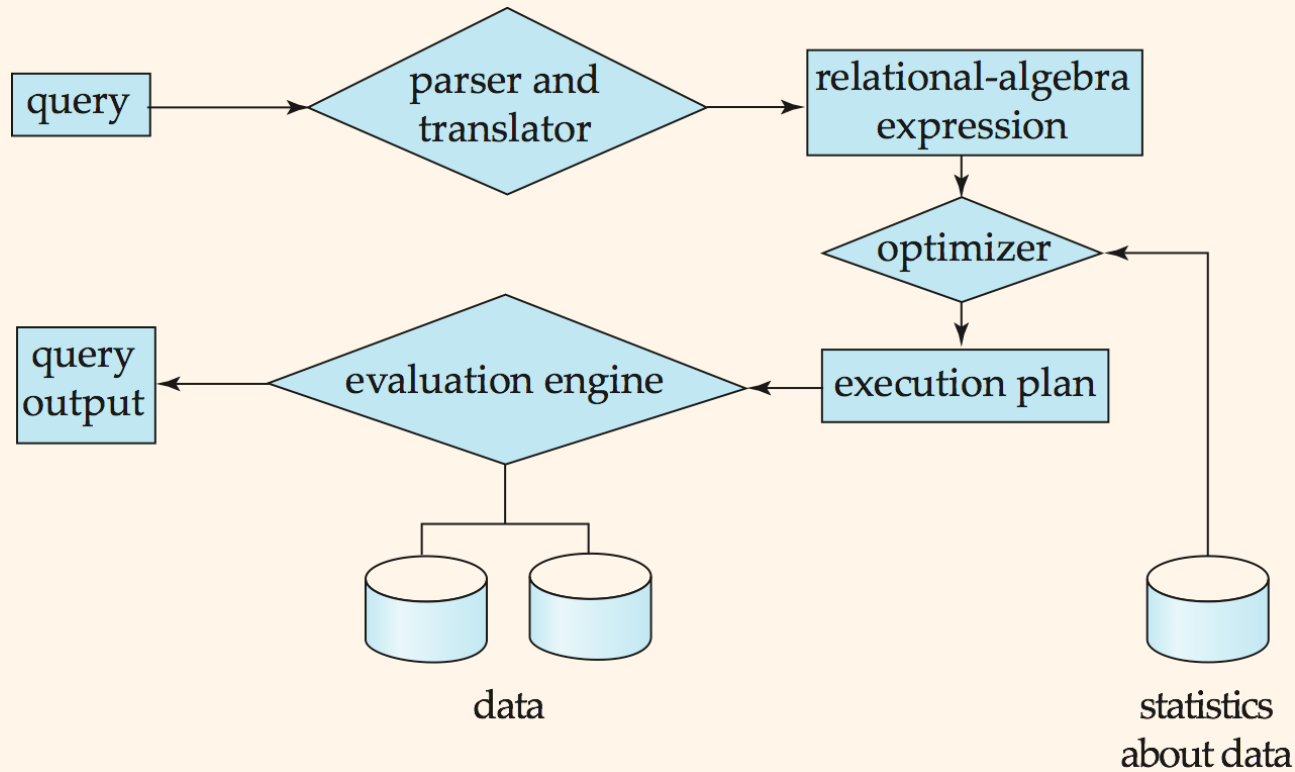 query
parser and
translator
relational-algebra
expression
optimizer
query
output
evaluation engine
execution plan
data
statistics
about data